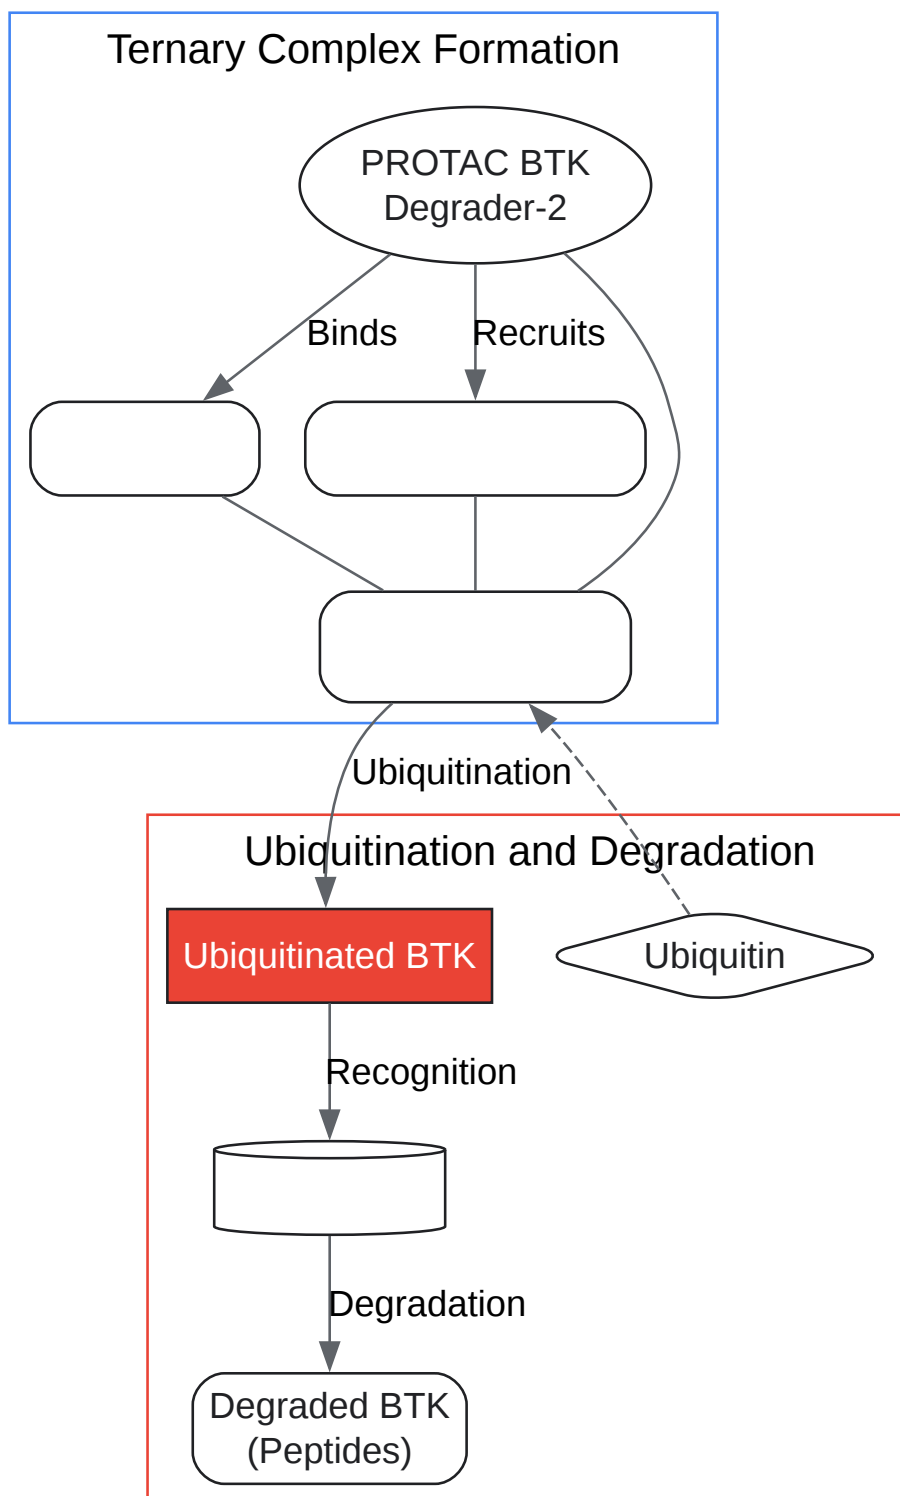 Ternary Complex Formation
PROTAC BTK
Degrader-2
Binds
Recruits
Ubiquitination
Ubiquitination and Degradation
Ubiquitinated BTK
Ubiquitin
Recognition
Degradation
Degraded BTK
(Peptides)